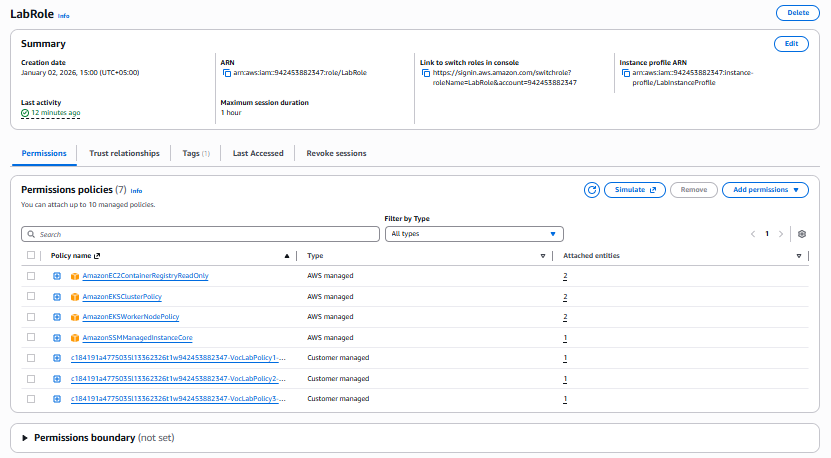 LabRole Info
Delete
Summary
Edit
Creation date
January 02, 2026, 15:00 (UTC+05:00)
ARN
arn:aws:iam::942453882347:role/LabRole
Link to switch roles in console
https://signin.aws.amazon.com/switchrole?
roleName=LabRole&account=942453882347
Instance profile ARN
arn:aws:iam::942453882347:instance-
profile/LabInstanceProfile
Last activity
12 minutes ago
Maximum session duration
1 hour
Permissions
Trust relationships
Tags (1)
Last Accessed
Revoke sessions
Permissions policies (7) Info
Simulate
Remove
Add permissions
You can attach up to 10 managed policies.
Filter by Type
Search
All types
1
Policy name
Type
Attached entities
AmazonEC2ContainerRegistryReadOnly
AWS managed
2
AmazonEKSClusterPolicy
AWS managed
2
AmazonEKSWorkerNodePolicy
AWS managed
2
AmazonSSMManagedInstanceCore
AWS managed
1
c184191a4775035l13362326t1w942453882347-VocLabPolicy1-...
Customer managed
1
c184191a4775035l13362326t1w942453882347-VocLabPolicy2-...
Customer managed
1
c184191a4775035l13362326t1w942453882347-VocLabPolicy3-...
Customer managed
1
Permissions boundary (not set)